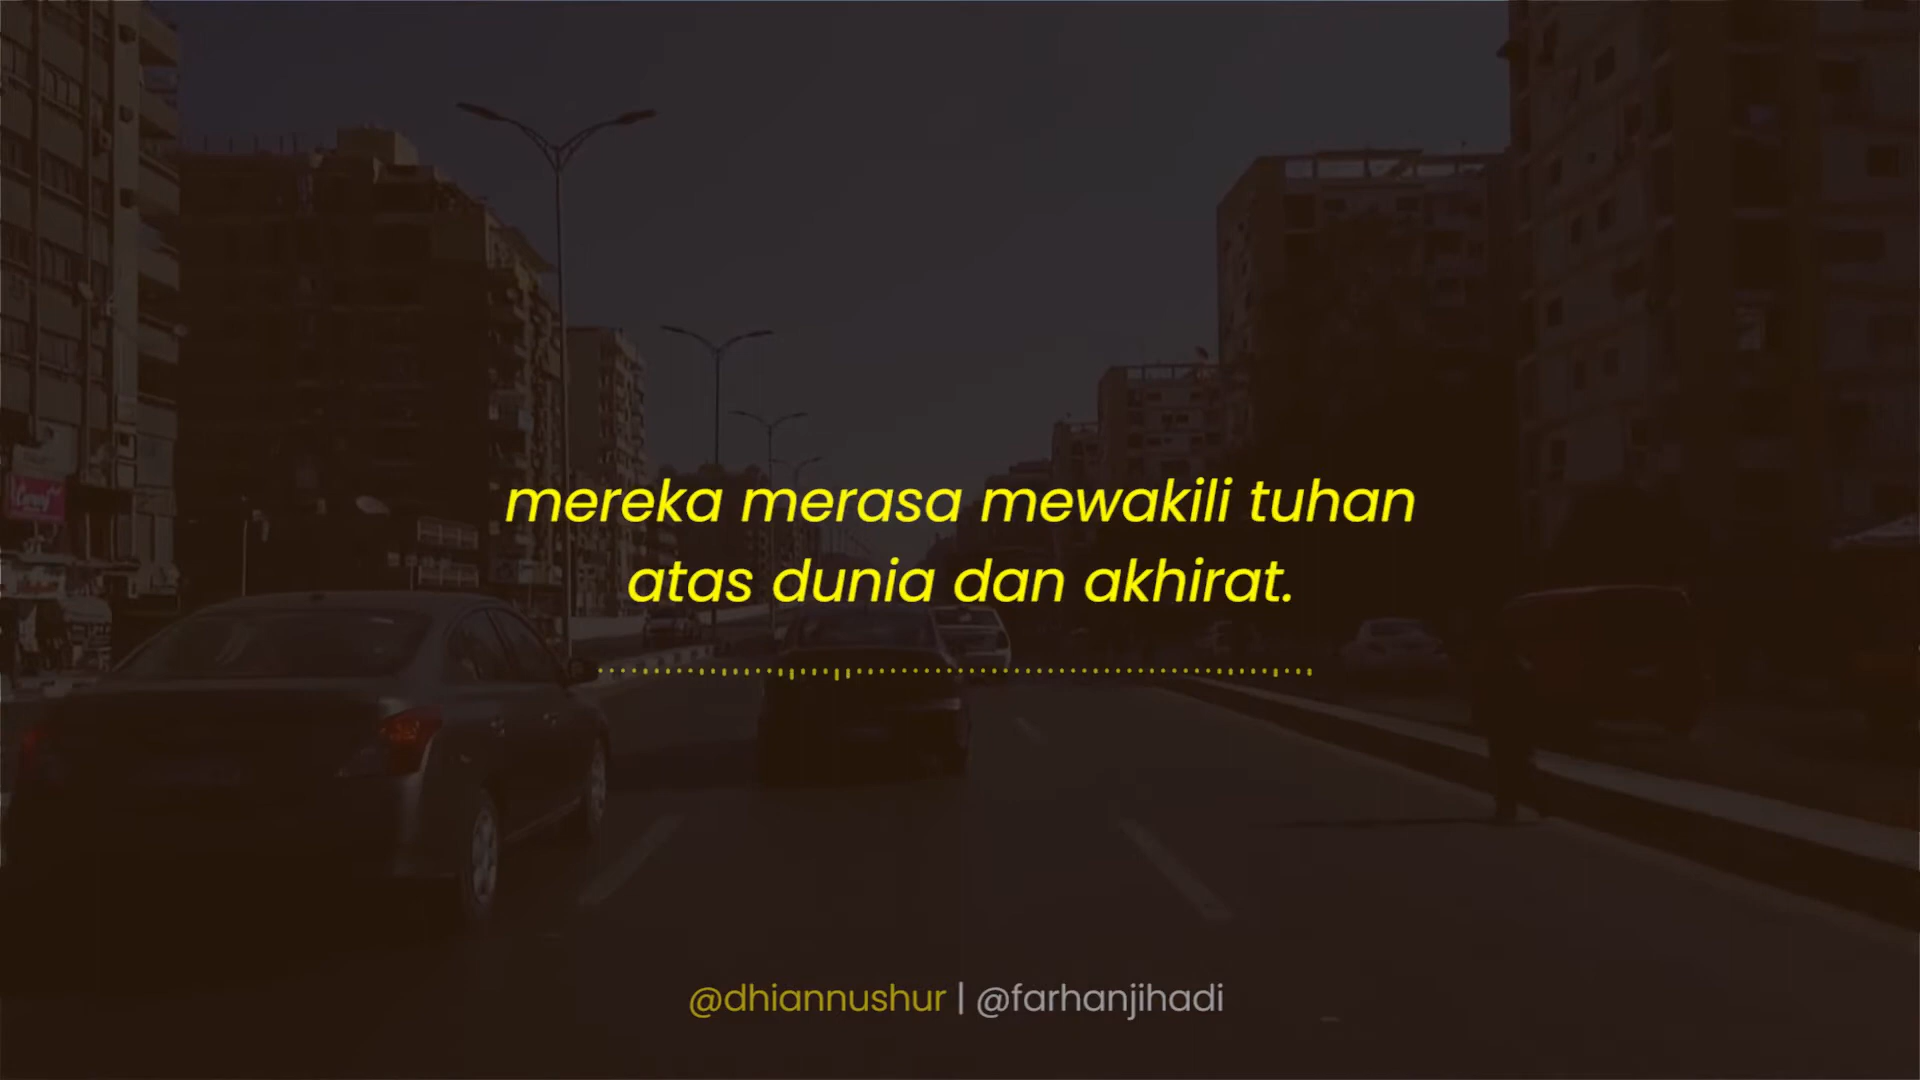 mereka merasa mewakili tuhan
atas dunia dan akhirat.
@dhiannushur | @farhanjihadi